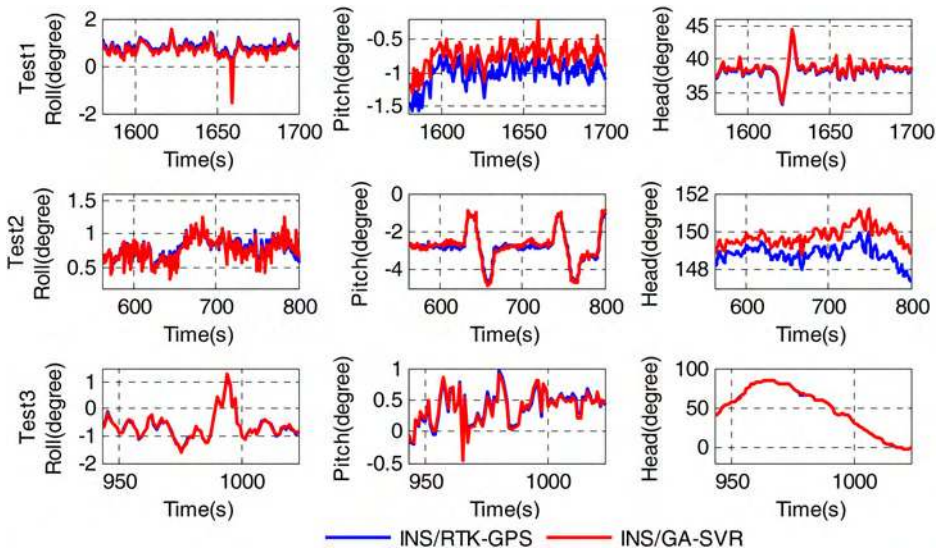 Test1
Roll(degree)
2
0
-2
1600 1650 1700
Time(s)
Pitch(degree)
-0.5
-1
-1.5
1600 1650 1700
Time(s)
Head(degree)
45
40
35
1600 1650 1700
Time(s)
Test2
Roll(degree)
1.5
1
0.5
600 700 800
Time(s)
Pitch(degree)
0
-2
-4
600 700 800
Time(s)
Head(degree)
152
150
148
600 700 800
Time(s)
Test3
Roll(degree)
1
0
-1
-2
950 1000
Time(s)
Pitch(degree)
1
0.5
0
-0.5
950 1000
Time(s)
Head(degree)
100
50
0
950 1000
Time(s)
INS/RTK-GPS INS/GA-SVR